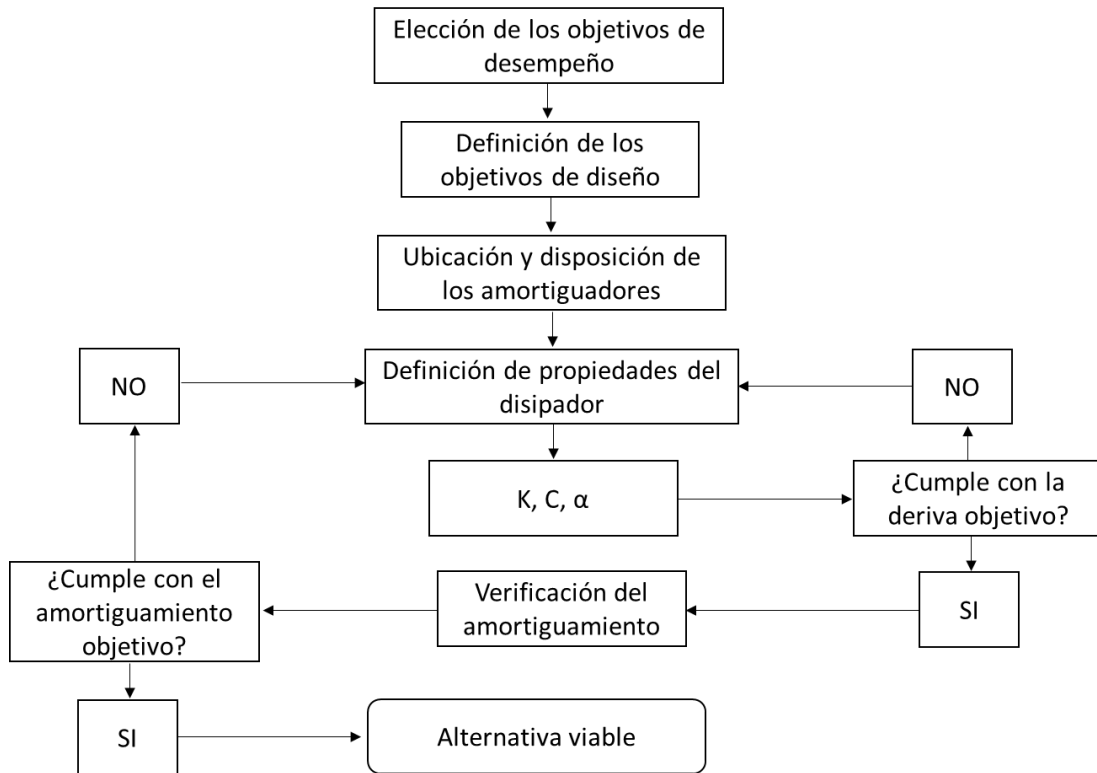 Elección de los objetivos de
desempeño
Definición de los
objetivos de diseño
Ubicación y disposición de
los amortiguadores
NO
Definición de propiedades del
disipador
NO
K, C, α
¿Cumple con la
deriva objetivo?
¿Cumple con el
amortiguamiento
objetivo?
Verificación del
amortiguamiento
SI
SI
Alternativa viable